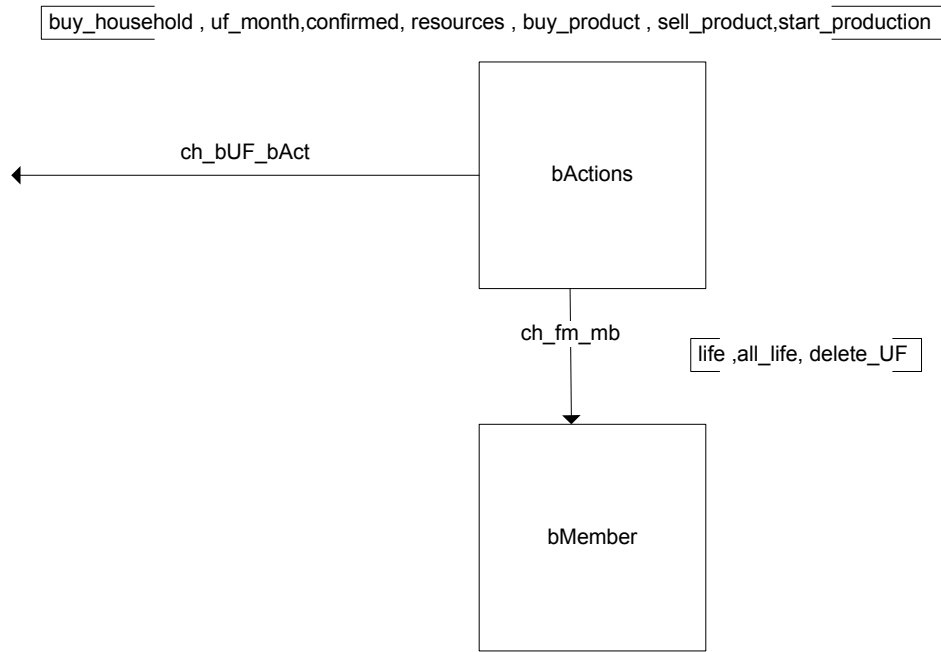 buy_household , uf_month,confirmed, resources , buy_product , sell_product,start_production
ch_bUF_bAct
bActions
ch_fm_mb
life ,all_life, delete_UF
bMember